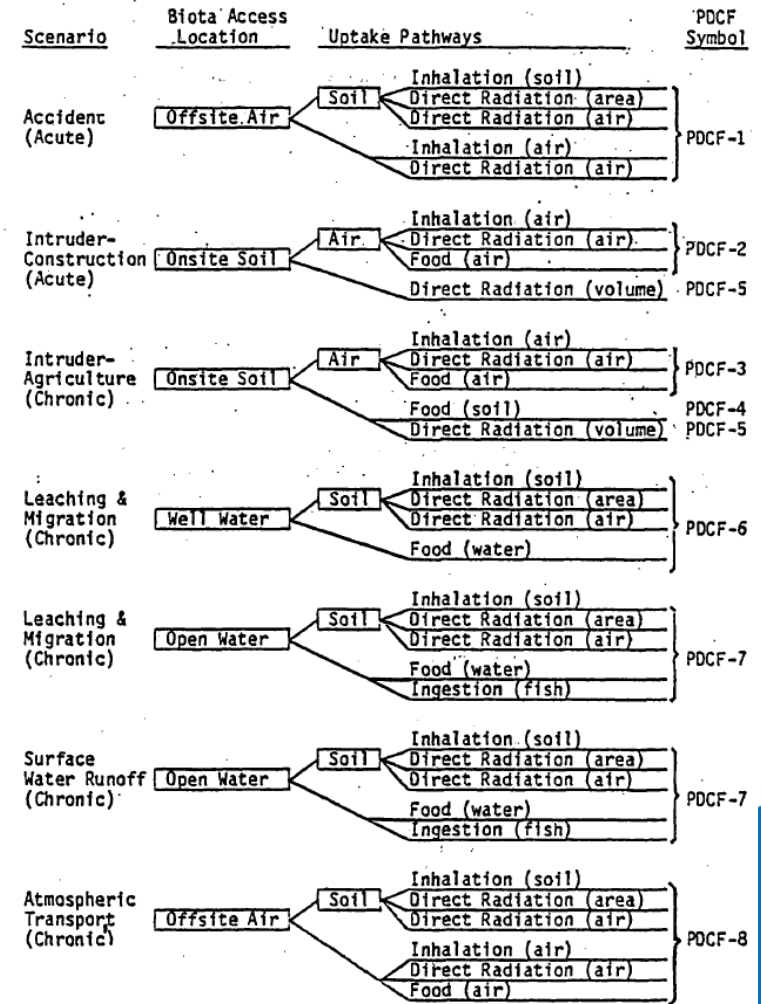 Biota Access PDCF
Scenario Location Uptake Pathways Symbol
Inhalation (soil)
Soil Direct Radiation (area)
Accident Offsite Air Direct Radiation (air)
(Acute) PDCF-1
Inhalation (air)
Direct Radiation (air)
Inhalation (air)
Intruder- Air Direct Radiation (air) PDCF-2
Construction Onsite Soil Food (air)
(Acute)
Direct Radiation (volume) PDCF-5
Inhalation (air)
Intruder- Air Direct Radiation (air) PDCF-3
Agriculture Onsite Soil Food (air)
(Chronic)
Food (soil) PDCF-4
Direct Radiation (volume) PDCF-5
Inhalation (soil)
Leaching & Soil Direct Radiation (area)
Migration Well Water Direct Radiation (air) PDCF-6
(Chronic)
Food (water)
Inhalation (soil)
Leaching & Soil Direct Radiation (area)
Migration Open Water Direct Radiation (air)
(Chronic) PDCF-7
Food (water)
Ingestion (fish)
Inhalation (soil)
Surface Soil Direct Radiation (area)
Water Runoff Open Water Direct Radiation (air)
(Chronic) PDCF-7
Food (water)
Ingestion (fish)
Inhalation (soil)
Atmospheric Soil Direct Radiation (area)
Transport Offsite Air Direct Radiation (air)
(Chronic) PDCF-8
Inhalation (air)
Direct Radiation (air)
Food (air)